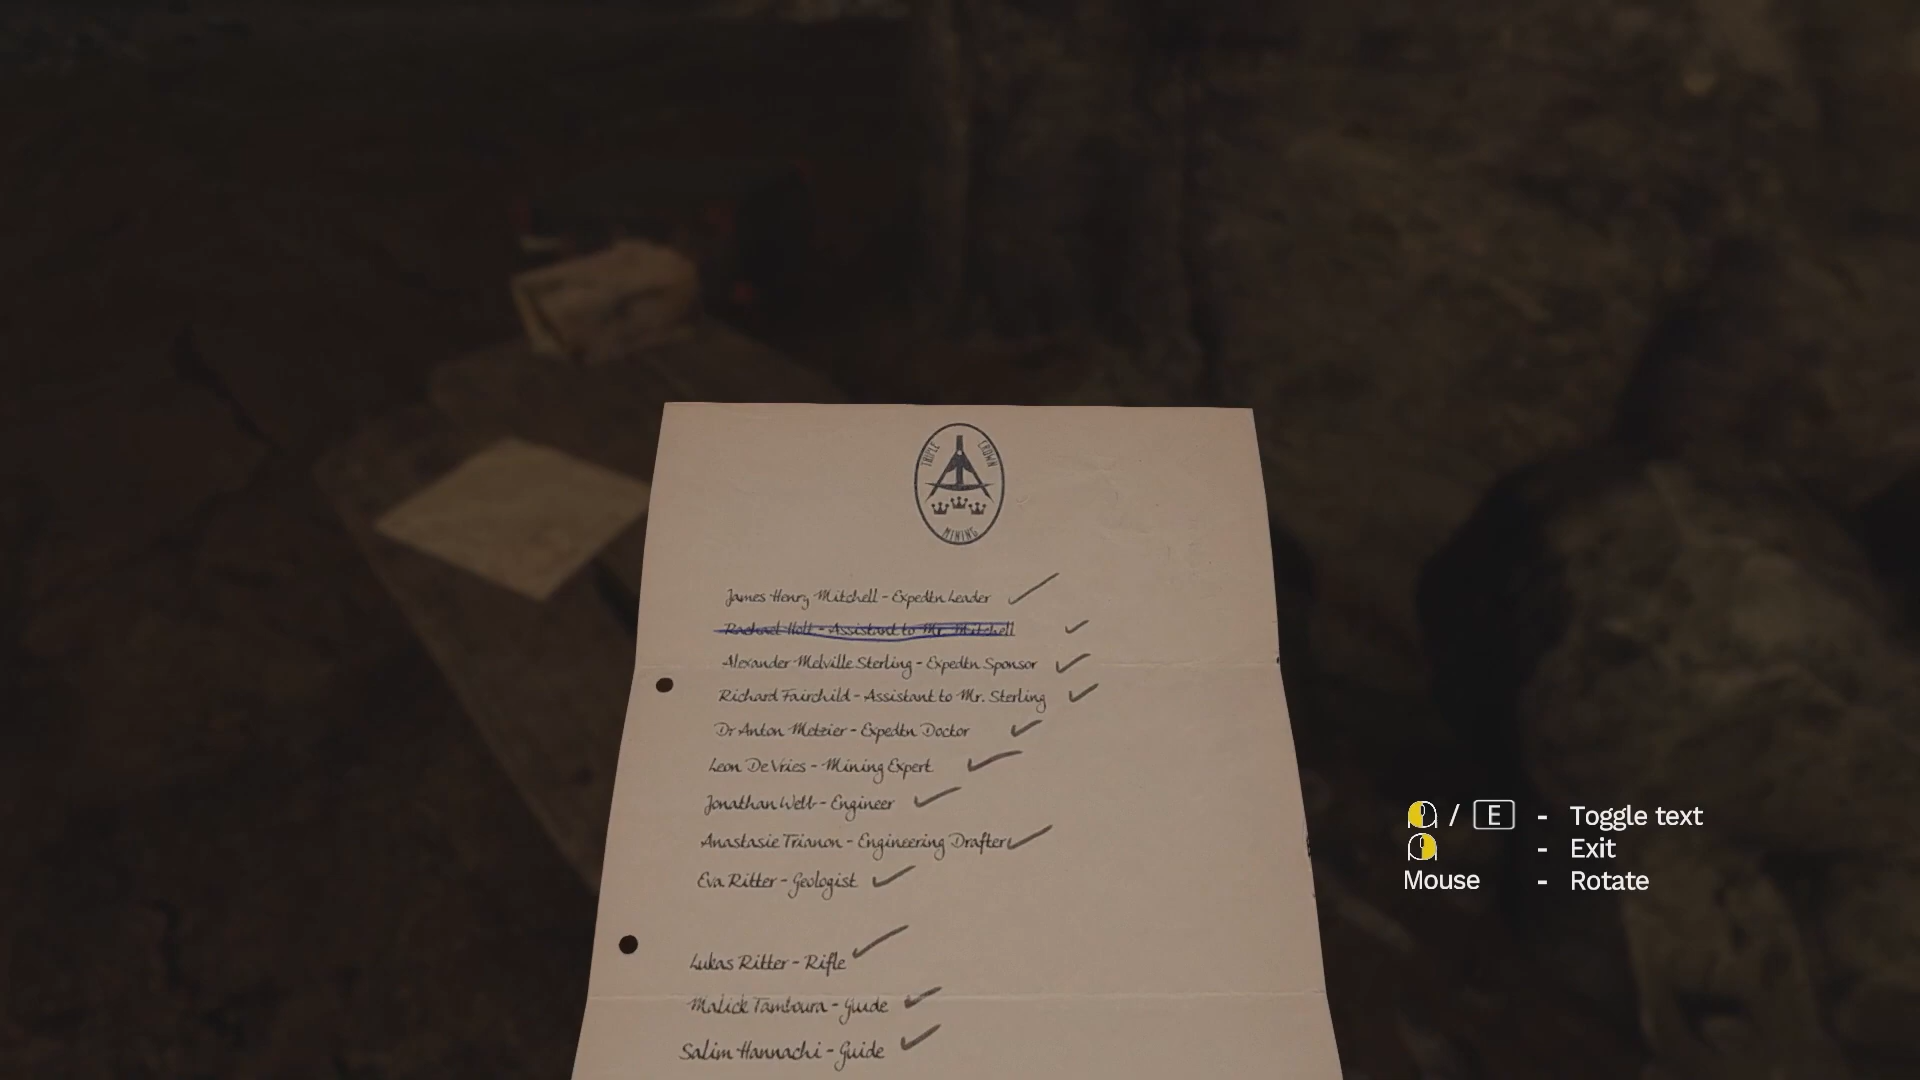 TRIPLE CROWN
MINING
James Henry Mitchell - Expedtn Leader
Rachael Holt - Assistant to Mr. Mitchell
Alexander Melville Sterling - Expedtn Sponsor
Richard Fairchild - Assistant to Mr. Sterling
Dr Anton Metzier - Expedtn Doctor
Leon De Vries - Mining Expert
Jonathan Webb - Engineer
Anastasie Trianon - Engineering Drafter
Eva Ritter - Geologist
Lukas Ritter - Rifle
Malick Tamboura - Guide
Salim Hannachi - Guide
/ E - Toggle text
- Exit
Mouse - Rotate